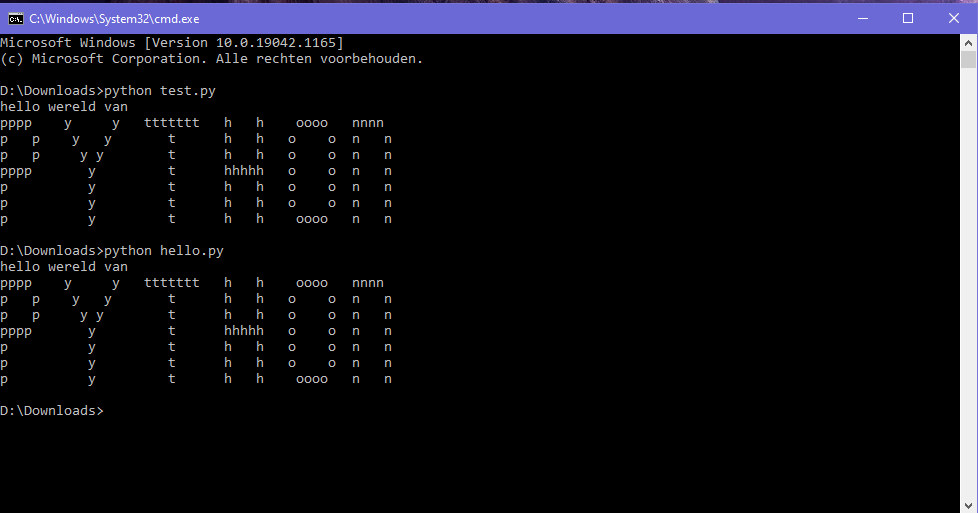 C:\Windows\System32\cmd.exe
Microsoft Windows [Version 10.0.19042.1165]
(c) Microsoft Corporation. Alle rechten voorbehouden.

D:\Downloads>python test.py
hello wereld van
pppp    y     y   ttttttt   h   h    oooo   nnnn
p   p    y   y       t      h   h   o    o  n   n
p   p     y y        t      h   h   o    o  n   n
pppp       y         t      hhhhh   o    o  n   n
p          y         t      h   h   o    o  n   n
p          y         t      h   h   o    o  n   n
p          y         t      h   h    oooo   n   n

D:\Downloads>python hello.py
hello wereld van
pppp    y     y   ttttttt   h   h    oooo   nnnn
p   p    y   y       t      h   h   o    o  n   n
p   p     y y        t      h   h   o    o  n   n
pppp       y         t      hhhhh   o    o  n   n
p          y         t      h   h   o    o  n   n
p          y         t      h   h   o    o  n   n
p          y         t      h   h    oooo   n   n

D:\Downloads>